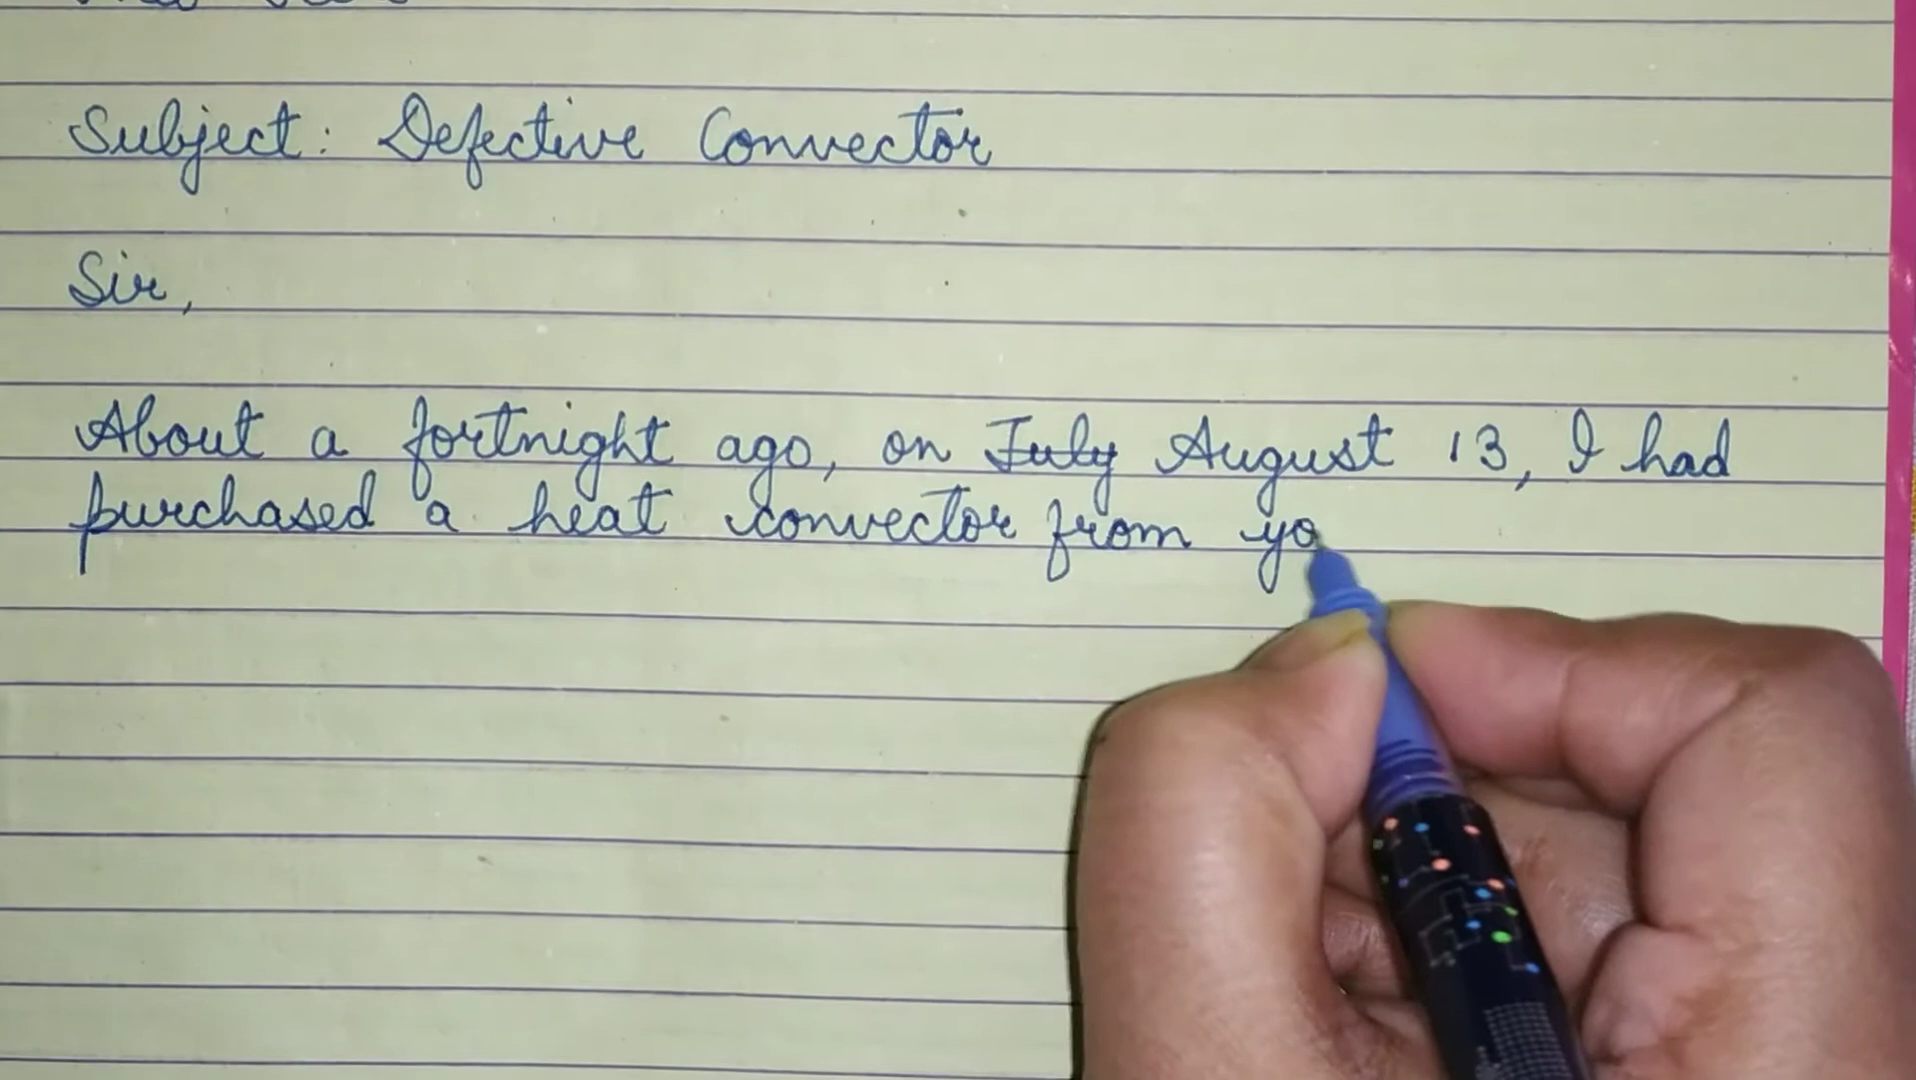 Subject: Defective Convector
Sir,
About a fortnight ago, on July August 13, I had
purchased a heat convector from yo